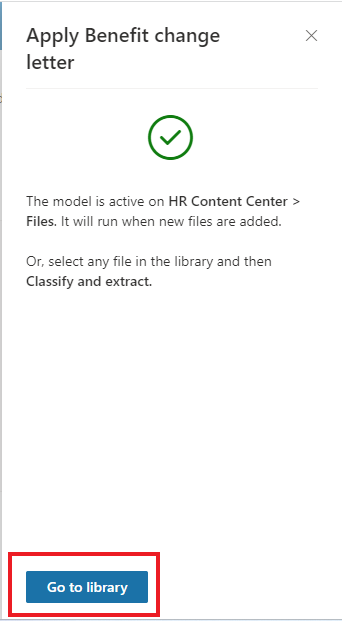 Apply Benefit change
letter
The model is active on HR Content Center >
Files. It will run when new files are added.
Or, select any file in the library and then
Classify and extract.
Go to library